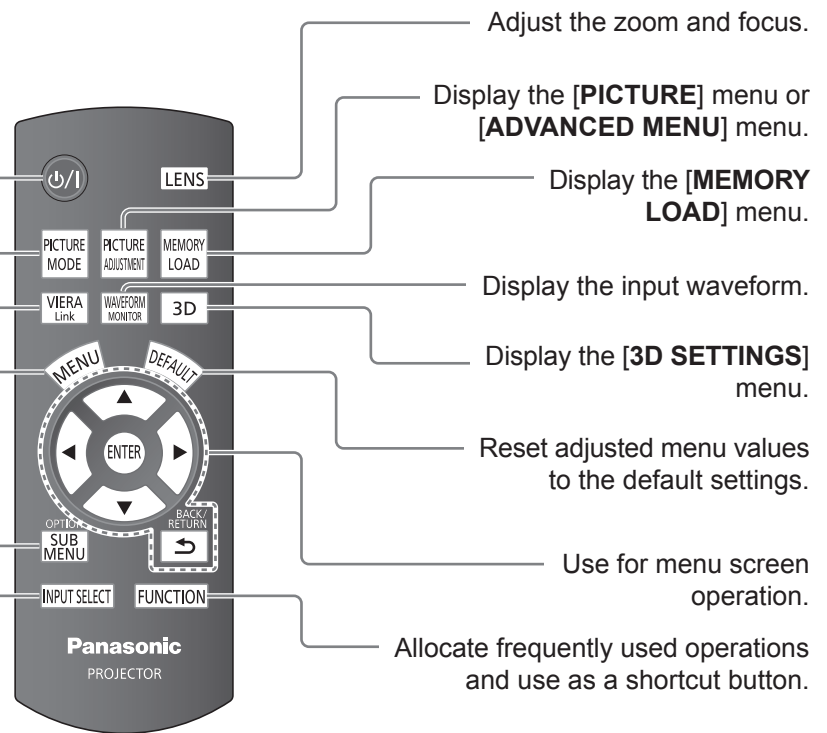 Adjust the zoom and focus.
Display the [PICTURE] menu or
[ADVANCED MENU] menu.
Display the [MEMORY
LOAD] menu.
Display the input waveform.
Display the [3D SETTINGS]
menu.
Reset adjusted menu values
to the default settings.
Use for menu screen
operation.
Allocate frequently used operations
and use as a shortcut button.
LENS
PICTURE
MODE
PICTURE
ADJUSTMENT
MEMORY
LOAD
VIERA
Link
WAVEFORM
MONITOR
3D
MENU
DEFAULT
ENTER
OPTION
SUB
MENU
BACK/
RETURN
INPUT SELECT
FUNCTION
Panasonic
PROJECTOR